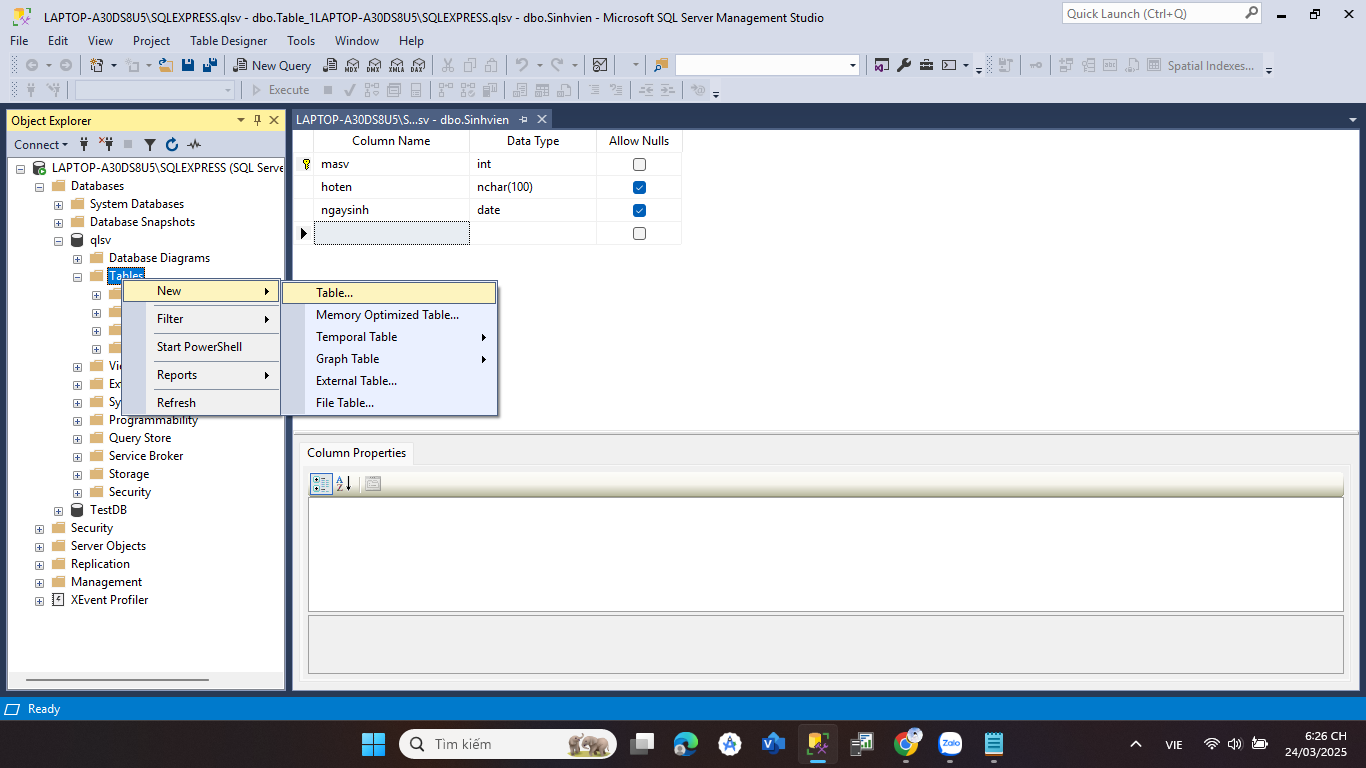 LAPTOP-A30DS8U5\SQLEXPRESS.qlsv - dbo.Table_1LAPTOP-A30DS8U5\SQLEXPRESS.qlsv - dbo.Sinhvien - Microsoft SQL Server Management Studio
Quick Launch (Ctrl+Q)
File Edit View Project Table Designer Tools Window Help
New Query
MDX DMX XMLA DAX
Spatial Indexes...
Execute
Object Explorer
LAPTOP-A30DS8U5\S...sv - dbo.Sinhvien
Connect
LAPTOP-A30DS8U5\SQLEXPRESS (SQL Serve
Databases
System Databases
Database Snapshots
qlsv
Database Diagrams
Tables
Programmability
Query Store
Service Broker
Storage
Security
TestDB
Security
Server Objects
Replication
Management
XEvent Profiler
New
Filter
Start PowerShell
Reports
Refresh
Table...
Memory Optimized Table...
Temporal Table
Graph Table
External Table...
File Table...
Column Name Data Type Allow Nulls
masv int
hoten nchar(100)
ngaysinh date
Column Properties
Ready
Tìm kiếm
Zalo
VIE
6:26 CH
24/03/2025